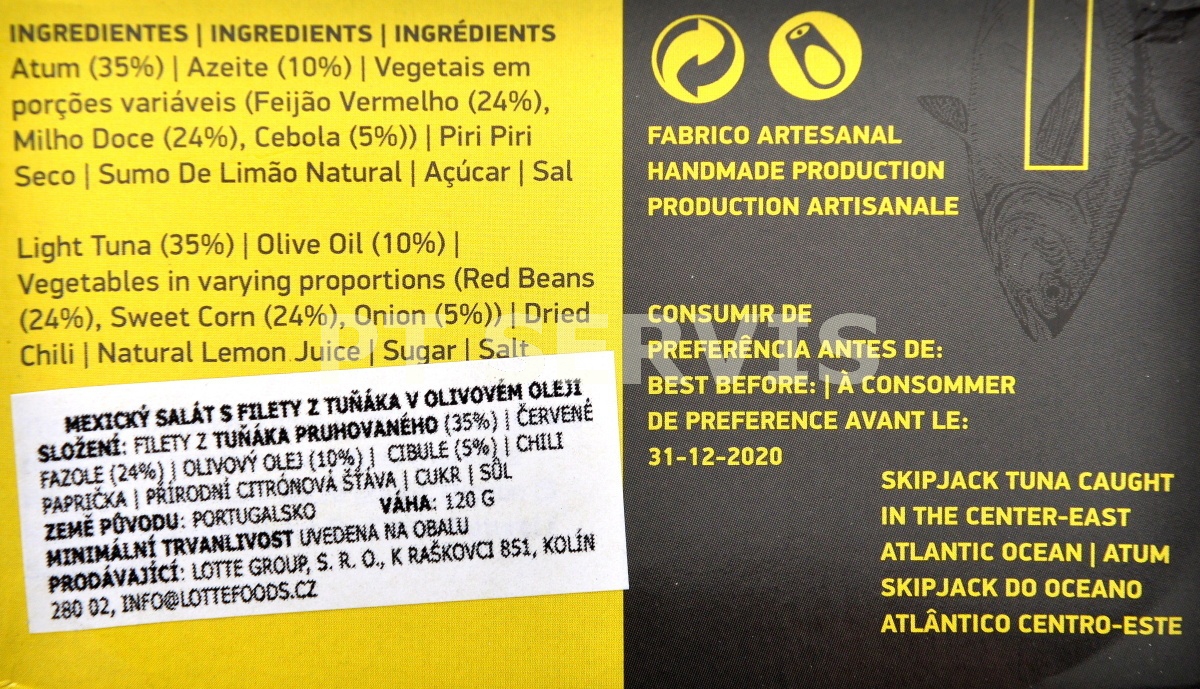 INGREDIENTES | INGREDIENTS | INGRÉDIENTS
Atum (35%) | Azeite (10%) | Vegetais em
porções variáveis (Feijão Vermelho (24%),
Milho Doce (24%), Cebola (5%)) | Piri Piri
Seco | Sumo De Limão Natural | Açúcar | Sal
Light Tuna (35%) | Olive Oil (10%) |
Vegetables in varying proportions (Red Beans
(24%), Sweet Corn (24%), Onion (5%)) | Dried
Chili | Natural Lemon Juice | Sugar | Salt
MEXICKÝ SALÁT S FILETY Z TUŇÁKA V OLIVOVÉM OLEJI
SLOŽENÍ: FILETY Z TUŇÁKA PRUHOVANÉHO (35%) | ČERVENÉ
FAZOLE (24%) | OLIVOVÝ OLEJ (10%) | CIBULE (5%) | CHILI
PAPRIČKA | PŘÍRODNÍ CITRÓNOVÁ ŠŤÁVA | CUKR | SŮL
ZEMĚ PŮVODU: PORTUGALSKO VÁHA: 120 G
MINIMÁLNÍ TRVANLIVOST UVEDENA NA OBALU
PRODÁVAJÍCÍ: LOTTE GROUP, S. R. O., K RAŠKOVCI 851, KOLÍN
280 02, INFO@LOTTEFOODS.CZ
FABRICO ARTESANAL
HANDMADE PRODUCTION
PRODUCTION ARTISANALE
CONSUMIR DE
PREFERÊNCIA ANTES DE:
BEST BEFORE: | À CONSOMMER
DE PREFERENCE AVANT LE:
31-12-2020
SKIPJACK TUNA CAUGHT
IN THE CENTER-EAST
ATLANTIC OCEAN | ATUM
SKIPJACK DO OCEANO
ATLÂNTICO CENTRO-ESTE